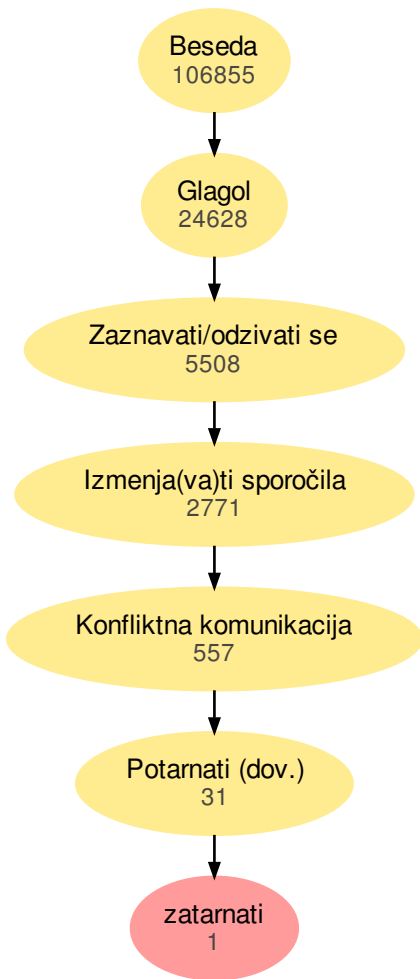 Beseda
106855
Glagol
24628
Zaznavati/odzivati se
5508
Izmenja(va)ti sporočila
2771
Konfliktna komunikacija
557
Potarnati (dov.)
31
zatarnati
1